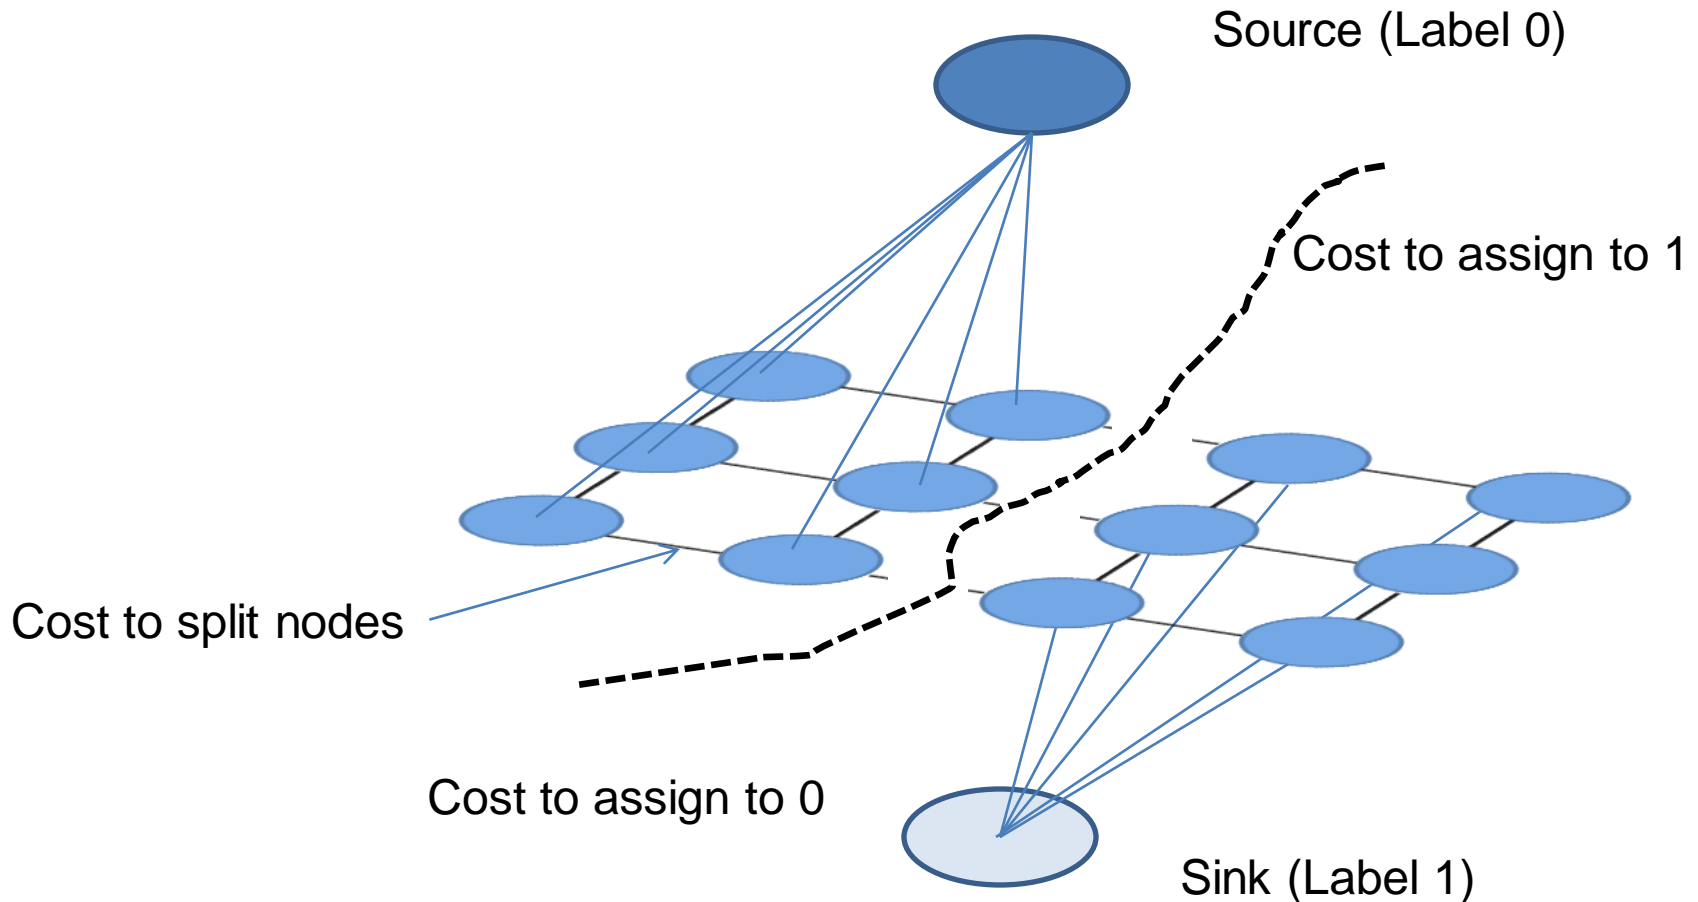 Source (Label 0)
Cost to assign to 1
Cost to split nodes
Cost to assign to 0
Sink (Label 1)